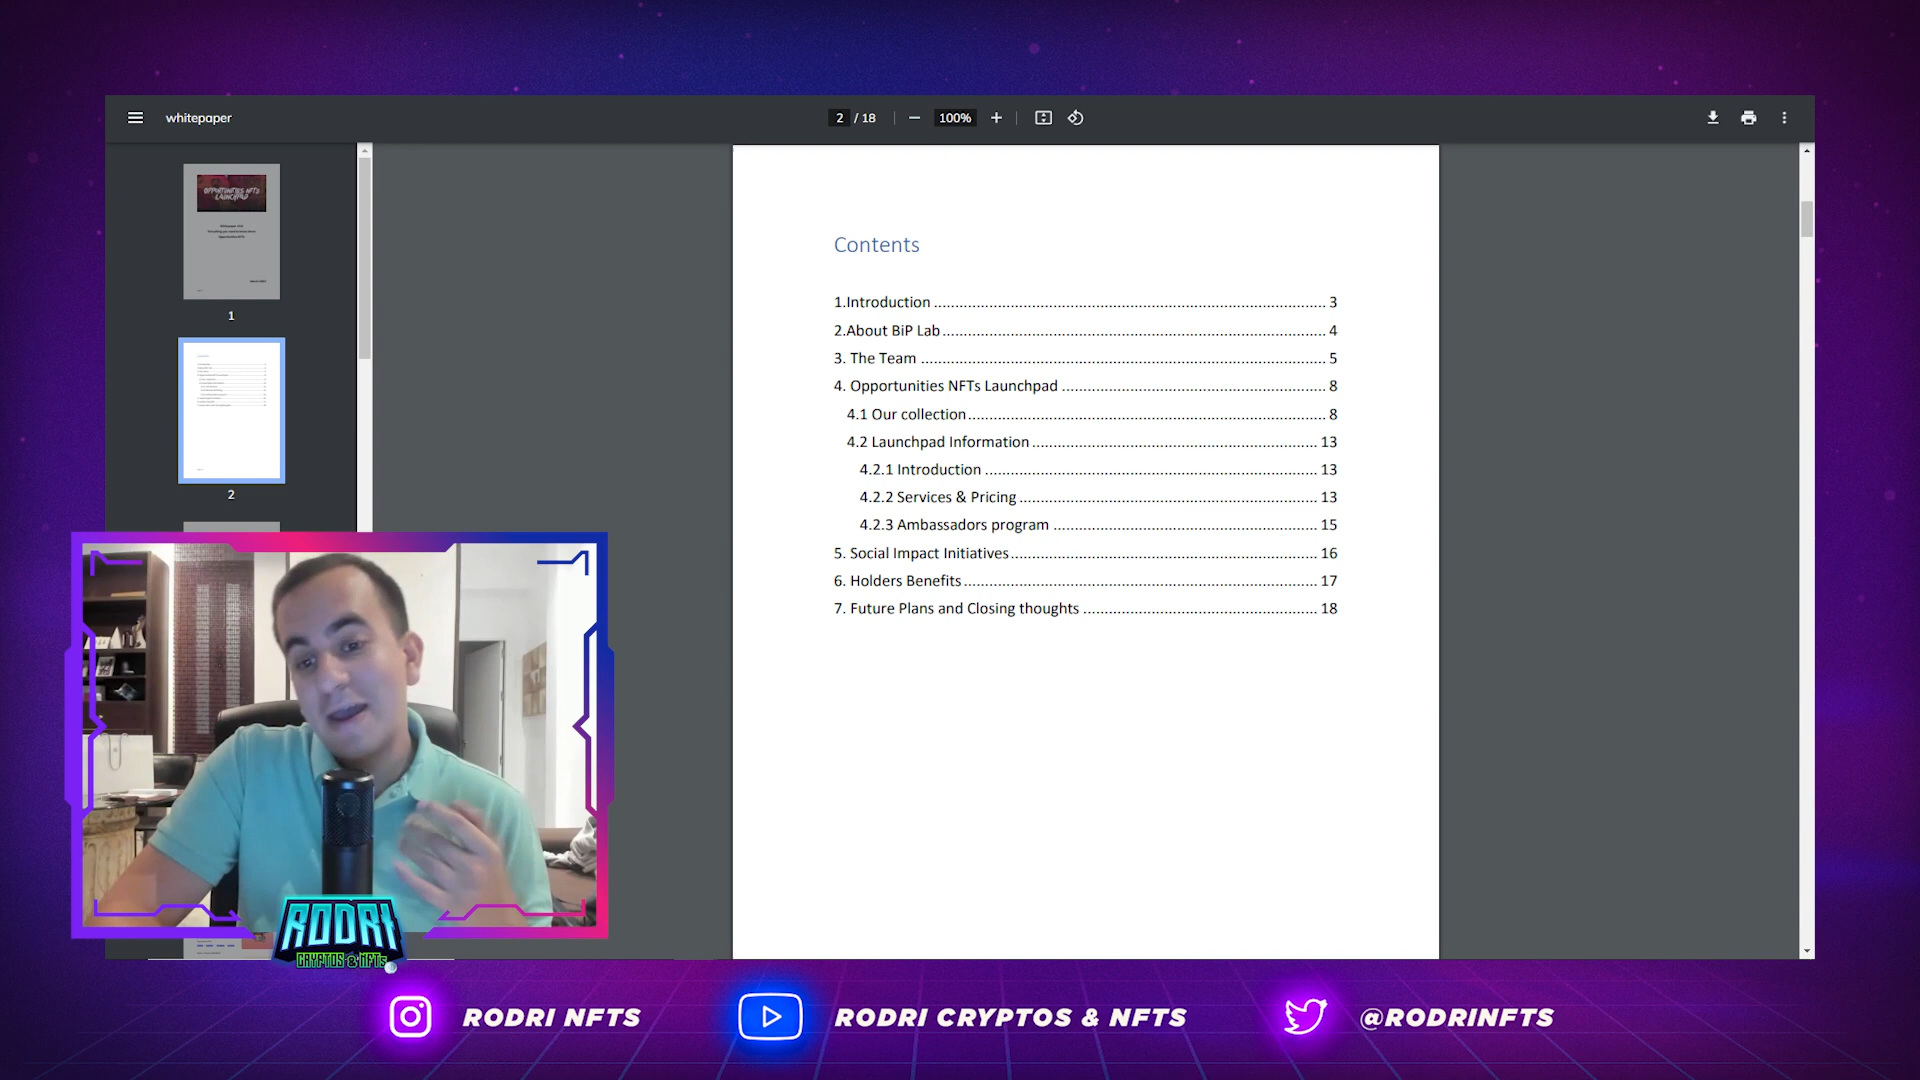 whitepaper
2 / 18
100%
OPPORTUNITIES NFTS
LAUNCHPAD
1
2
Contents
1.Introduction ........ 3
2.About BiP Lab ........ 4
3. The Team ........ 5
4. Opportunities NFTs Launchpad ........ 8
4.1 Our collection ........ 8
4.2 Launchpad Information ........ 13
4.2.1 Introduction ........ 13
4.2.2 Services & Pricing ........ 13
4.2.3 Ambassadors program ........ 15
5. Social Impact Initiatives ........ 16
6. Holders Benefits ........ 17
7. Future Plans and Closing thoughts ........ 18
RODRI
CRYPTOS & NFTs
RODRI NFTS
RODRI CRYPTOS & NFTS
@RODRINFTS